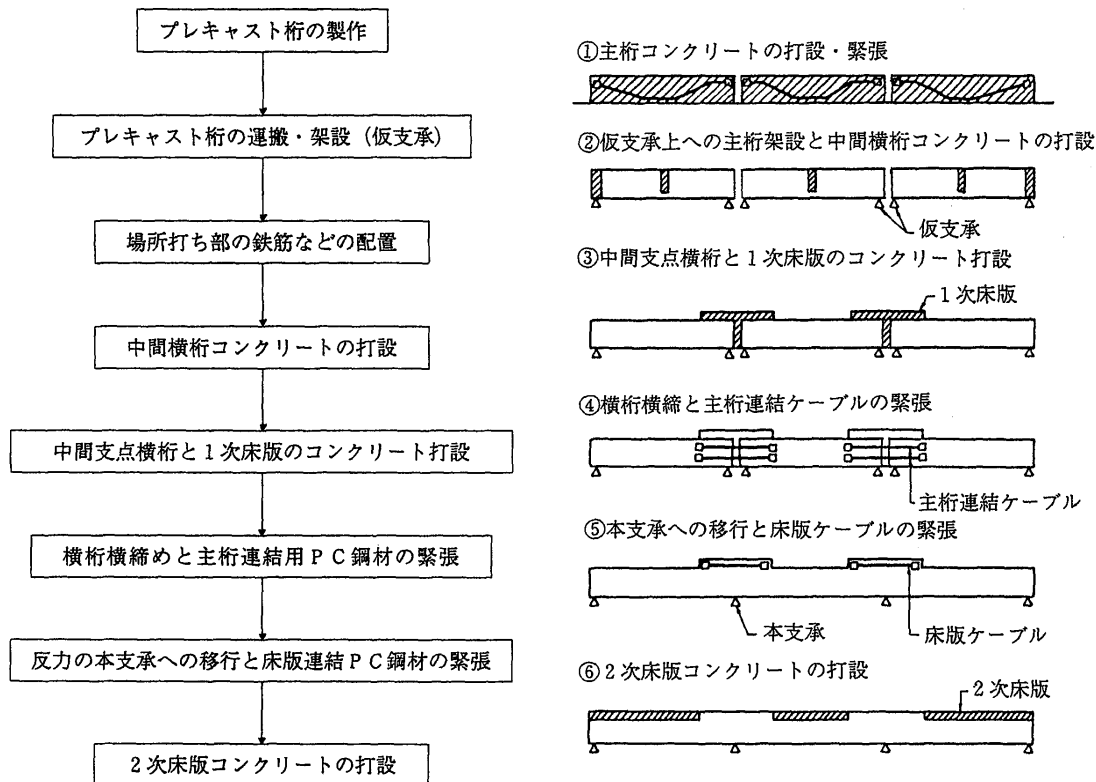 プレキャスト桁の製作
プレキャスト桁の運搬・架設（仮支承）
場所打ち部の鉄筋などの配置
中間横桁コンクリートの打設
中間支点横桁と1次床版のコンクリート打設
横桁横締めと主桁連結用PC鋼材の緊張
反力の本支承への移行と床版連結PC鋼材の緊張
2次床版コンクリートの打設
①主桁コンクリートの打設・緊張
②仮支承上への主桁架設と中間横桁コンクリートの打設
仮支承
③中間支点横桁と1次床版のコンクリート打設
1次床版
④横桁横締と主桁連結ケーブルの緊張
主桁連結ケーブル
⑤本支承への移行と床版ケーブルの緊張
本支承
床版ケーブル
⑥2次床版コンクリートの打設
2次床版